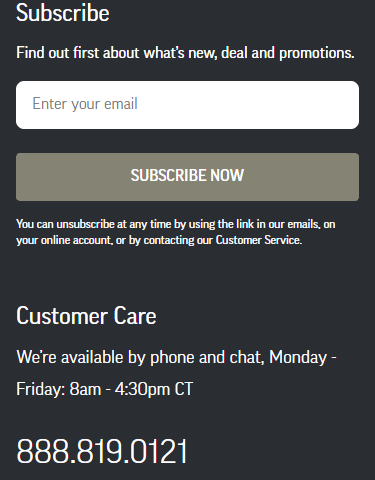 Subscribe
Find out first about what's new, deal and promotions.
Enter your email
SUBSCRIBE NOW
You can unsubscribe at any time by using the link in our emails, on
your online account, or by contacting our Customer Service.
Customer Care
We're available by phone and chat, Monday -
Friday: 8am - 4:30pm CT
888.819.0121